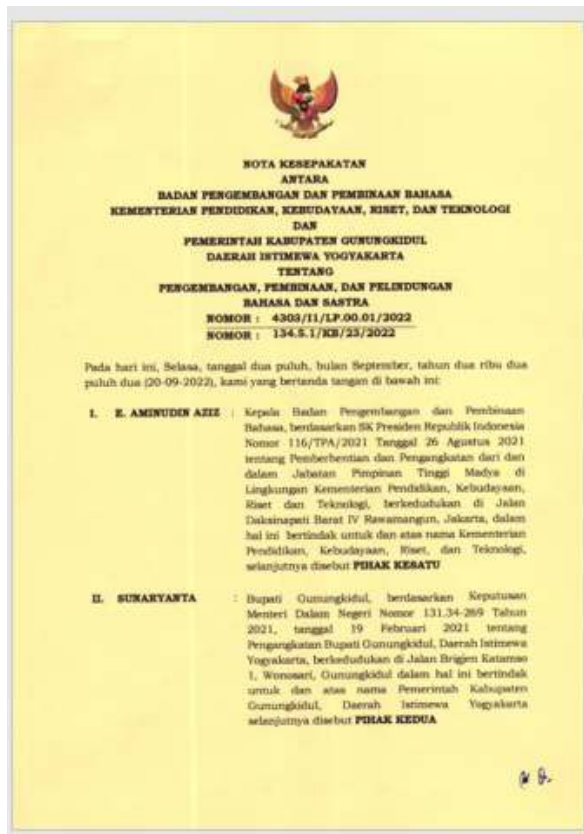 NOTA KESEPAKATAN
ANTARA
BADAN PENGEMBANGAN DAN PEMBINAAN BAHASA
KEMENTERIAN PENDIDIKAN, KEBUDAYAAN, RISET, DAN TEKNOLOGI
DAN
PEMERINTAH KABUPATEN GUNUNGKIDUL
DAERAH ISTIMEWA YOGYAKARTA
TENTANG
PENGEMBANGAN, PEMBINAAN, DAN PELINDUNGAN
BAHASA DAN SASTRA
NOMOR : 4303/I1/LP.00.01/2022
NOMOR : 134.5.1/KB/23/2022
Pada hari ini, Selasa, tanggal dua puluh, bulan September, tahun dua ribu dua
puluh dua (20-09-2022), kami yang bertanda tangan di bawah ini:
I. E. AMINUDIN AZIZ : Kepala Badan Pengembangan dan Pembinaan
Bahasa, berdasarkan SK Presiden Republik Indonesia
Nomor 116/TPA/2021 Tanggal 26 Agustus 2021
tentang Pemberhentian dan Pengangkatan dari dan
dalam Jabatan Pimpinan Tinggi Madya di
Lingkungan Kementerian Pendidikan, Kebudayaan,
Riset dan Teknologi, berkedudukan di Jalan
Daksinapati Barat IV Rawamangun, Jakarta, dalam
hal ini bertindak untuk dan atas nama Kementerian
Pendidikan, Kebudayaan, Riset, dan Teknologi,
selanjutnya disebut PIHAK KESATU
II. SUNARYANTA : Bupati Gunungkidul, berdasarkan Keputusan
Menteri Dalam Negeri Nomor 131.34-269 Tahun
2021, tanggal 19 Februari 2021 tentang
Pengangkatan Bupati Gunungkidul, Daerah Istimewa
Yogyakarta, berkedudukan di Jalan Brigjen Katamso
1, Wonosari, Gunungkidul dalam hal ini bertindak
untuk dan atas nama Pemerintah Kabupaten
Gunungkidul, Daerah Istimewa Yogyakarta
selanjutnya disebut PIHAK KEDUA